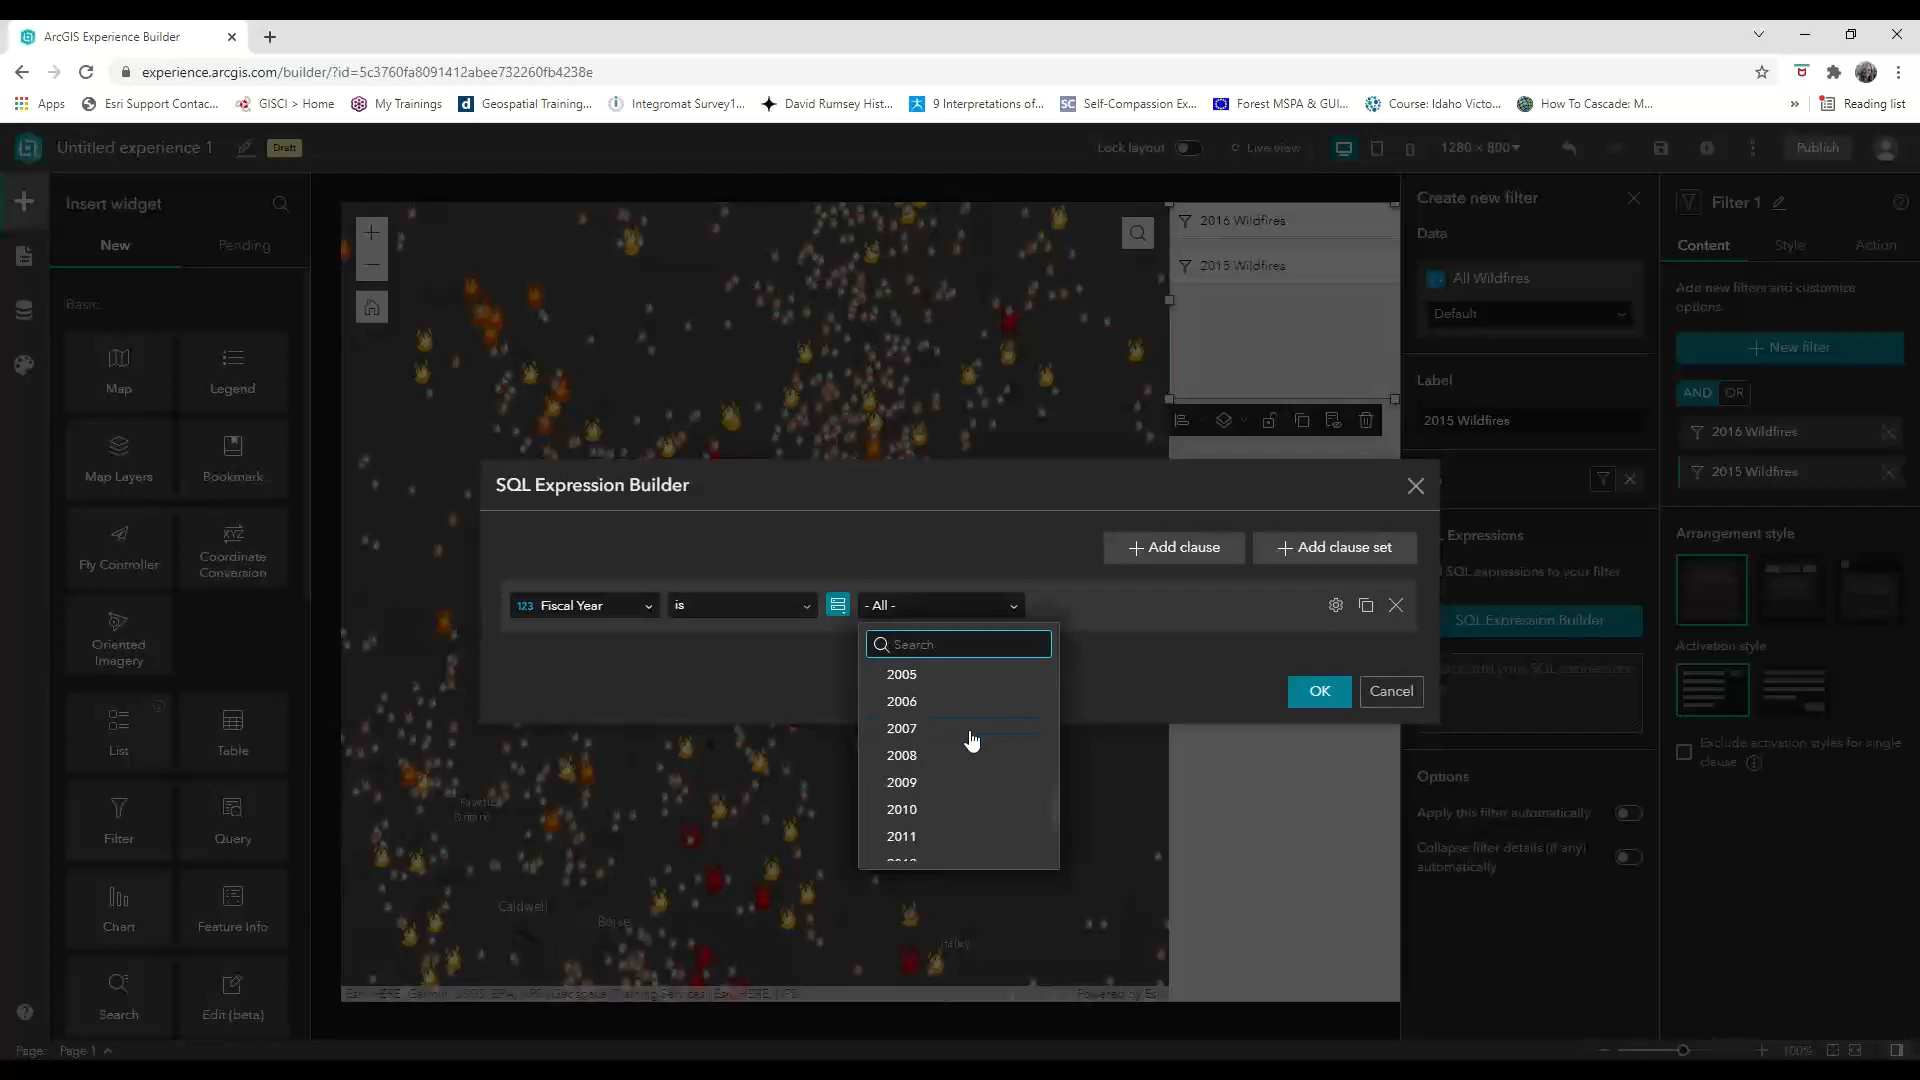 ArcGIS Experience Builder
experience.arcgis.com/builder/?id=5c3760fa8091412abee732260fb4238e
Apps
Esri Support Contac...
GISCI > Home
My Trainings
Geospatial Training...
Integromat Survey1...
David Rumsey Hist...
9 Interpretations of...
Self-Compassion Ex...
Forest MSPA & GUI...
Course: Idaho Victo...
How To Cascade: M...
»
Reading list
Untitled experience 1
Draft
Lock layout
Live view
1280 × 800
Publish
Insert widget
New
Pending
Basic
Map
Legend
Map Layers
Bookmark
Fly Controller
Coordinate
Conversion
Oriented
Imagery
List
Table
Filter
Query
Chart
Feature Info
Search
Edit (beta)
2016 Wildfires
2015 Wildfires
Caldwell
Boise
Hailey
Powered by Esri
SQL Expression Builder
+ Add clause
+ Add clause set
123 Fiscal Year
is
- All -
Search
2005
2006
2007
2008
2009
2010
2011
OK
Cancel
Create new filter
Data
All Wildfires
Default
Label
2015 Wildfires
Expressions
SQL expressions to your filter
SQL Expression Builder
Options
Apply this filter automatically
Collapse filter details (if any)
automatically
Filter 1
Content
Style
Action
Add new filters and customize
options.
+ New filter
AND
OR
2016 Wildfires
2015 Wildfires
Arrangement style
Activation style
Exclude activation styles for single
clause
Page:
Page 1
100%